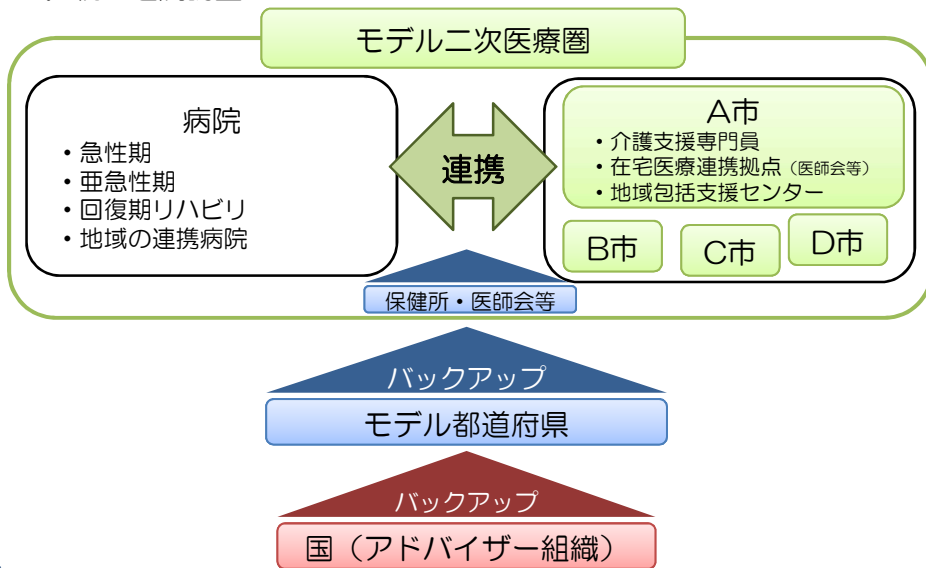 モデル二次医療圏
病院
・急性期
・亜急性期
・回復期リハビリ
・地域の連携病院
連携
A市
・介護支援専門員
・在宅医療連携拠点(医師会等)
・地域包括支援センター
B市
C市
D市
保健所・医師会等
バックアップ
モデル都道府県
バックアップ
国(アドバイザー組織)